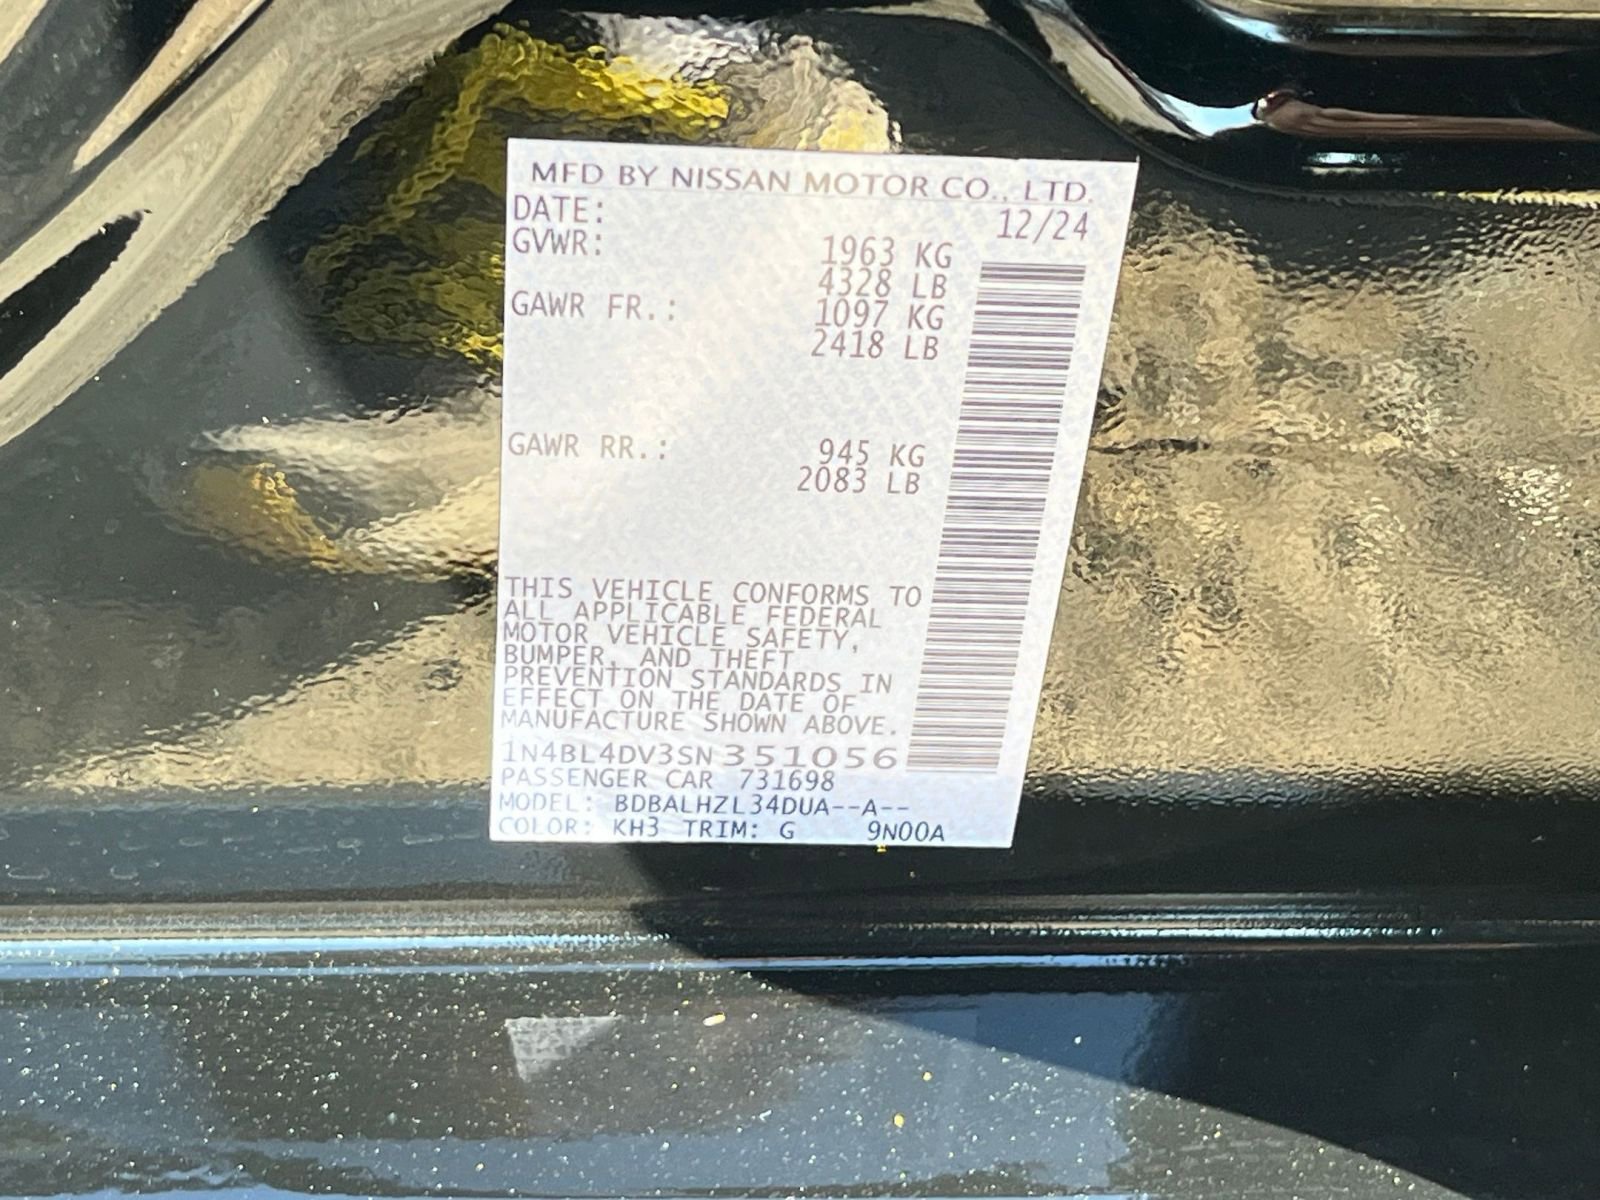 MFD BY NISSAN MOTOR CO., LTD.
DATE: 12/24
GVWR: 1963 KG
4328 LB
GAWR FR.: 1097 KG
2418 LB
GAWR RR.: 945 KG
2083 LB
THIS VEHICLE CONFORMS TO
ALL APPLICABLE FEDERAL
MOTOR VEHICLE SAFETY,
BUMPER, AND THEFT
PREVENTION STANDARDS IN
EFFECT ON THE DATE OF
MANUFACTURE SHOWN ABOVE.
1N4BL4DV3SN351056
PASSENGER CAR 731698
MODEL: BDBALHZL34DUA--A--
COLOR: KH3 TRIM: G 9N00A